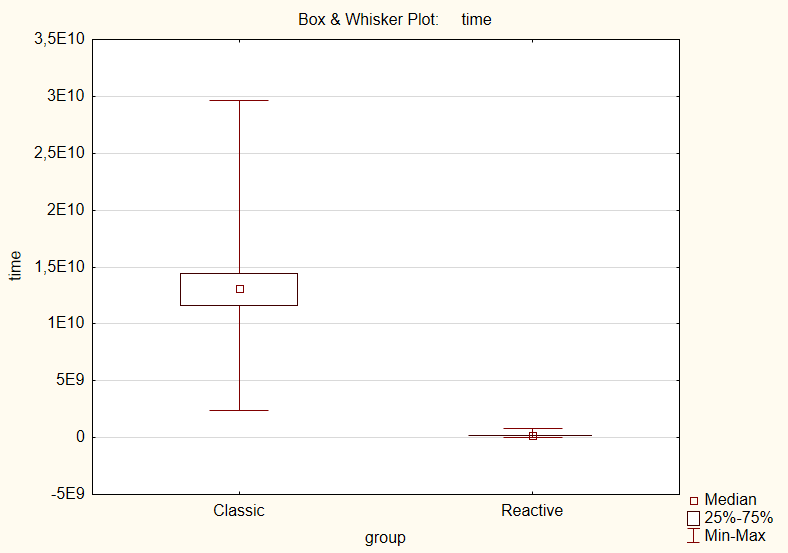 Box & Whisker Plot: time
3,5E10
3E10
2,5E10
2E10
1,5E10
1E10
5E9
0
-5E9
time
Classic Reactive
group
Median
25%-75%
Min-Max